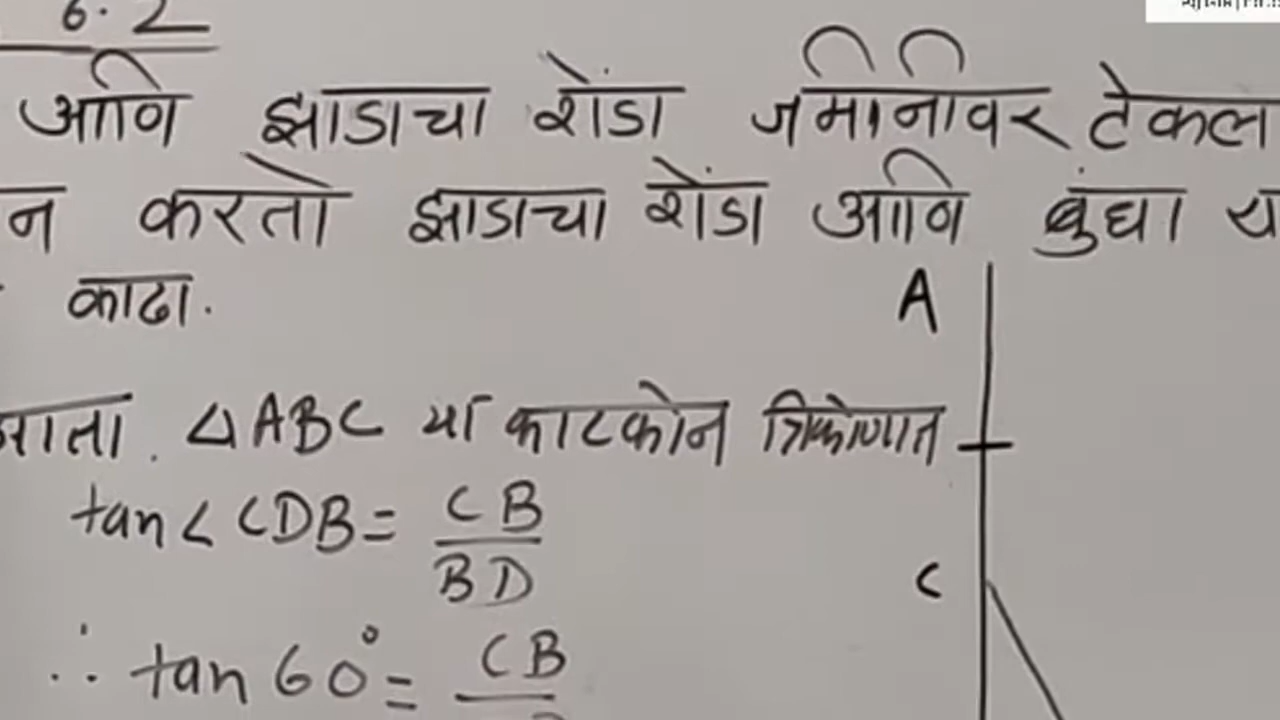 6.2
आणि झाडाचा शेंडा जमिनीवर टेकल
न करतो झाडाचा शेंडा आणि बुंधा य
काढा.
A
△ABC या काटकोन त्रिकोणात
tan∠CDB = CB/BD
C
∴ tan 60° = CB